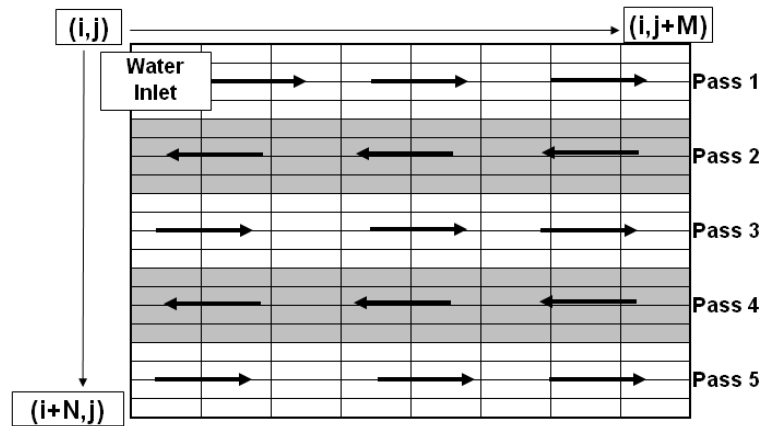 (i,j)
(i,j+M)
Water
Inlet
Pass 1
Pass 2
Pass 3
Pass 4
Pass 5
(i+N,j)